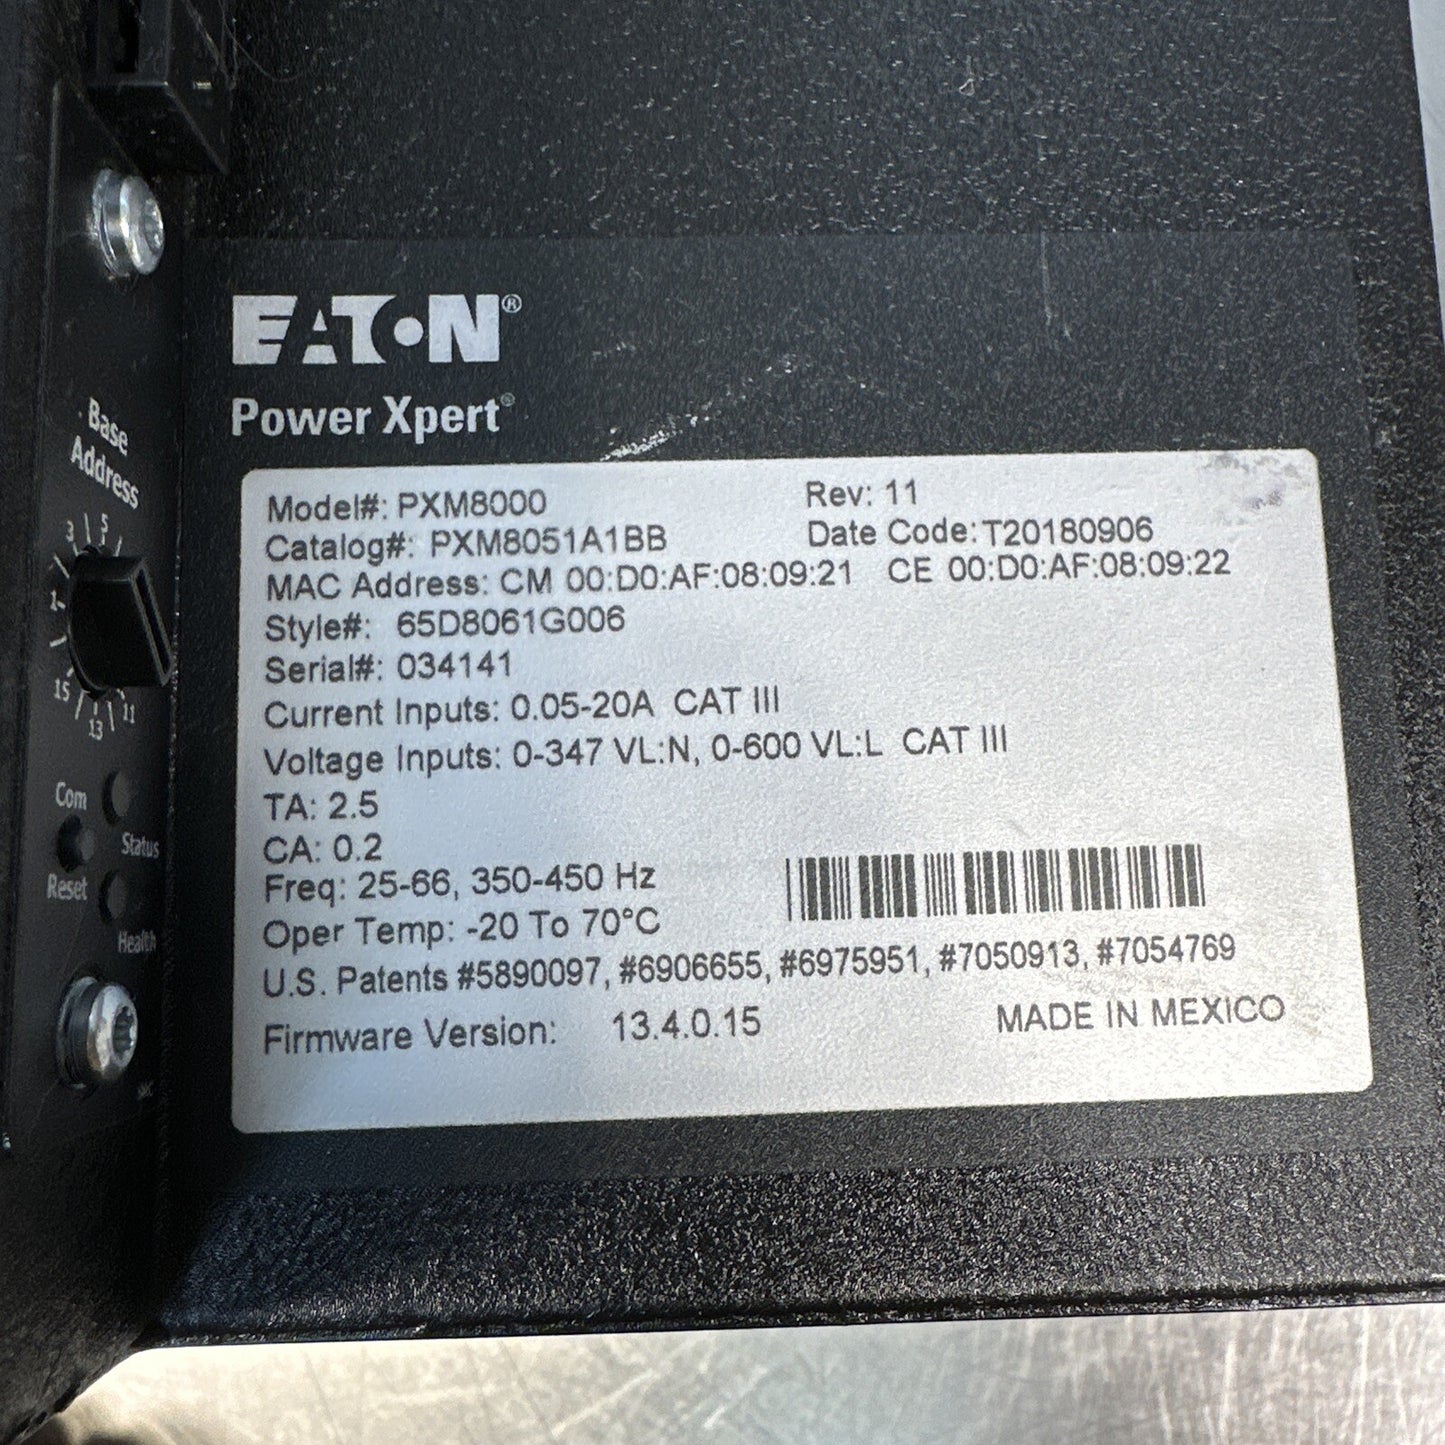 EATON®
Power Xpert®
Model#: PXM8000 Rev: 11
Catalog#: PXM8051A1BB Date Code: T20180906
MAC Address: CM 00:D0:AF:08:09:21 CE 00:D0:AF:08:09:22
Style#: 65D8061G006
Serial#: 034141
Current Inputs: 0.05-20A CAT III
Voltage Inputs: 0-347 VL:N, 0-600 VL:L CAT III
TA: 2.5
CA: 0.2
Freq: 25-66, 350-450 Hz
Oper Temp: -20 To 70°C
U.S. Patents #5890097, #6906655, #6975951, #7050913, #7054769
Firmware Version: 13.4.0.15 MADE IN MEXICO
Base
Address
3 5
1
15 13 11
Com
Status
Reset
Health